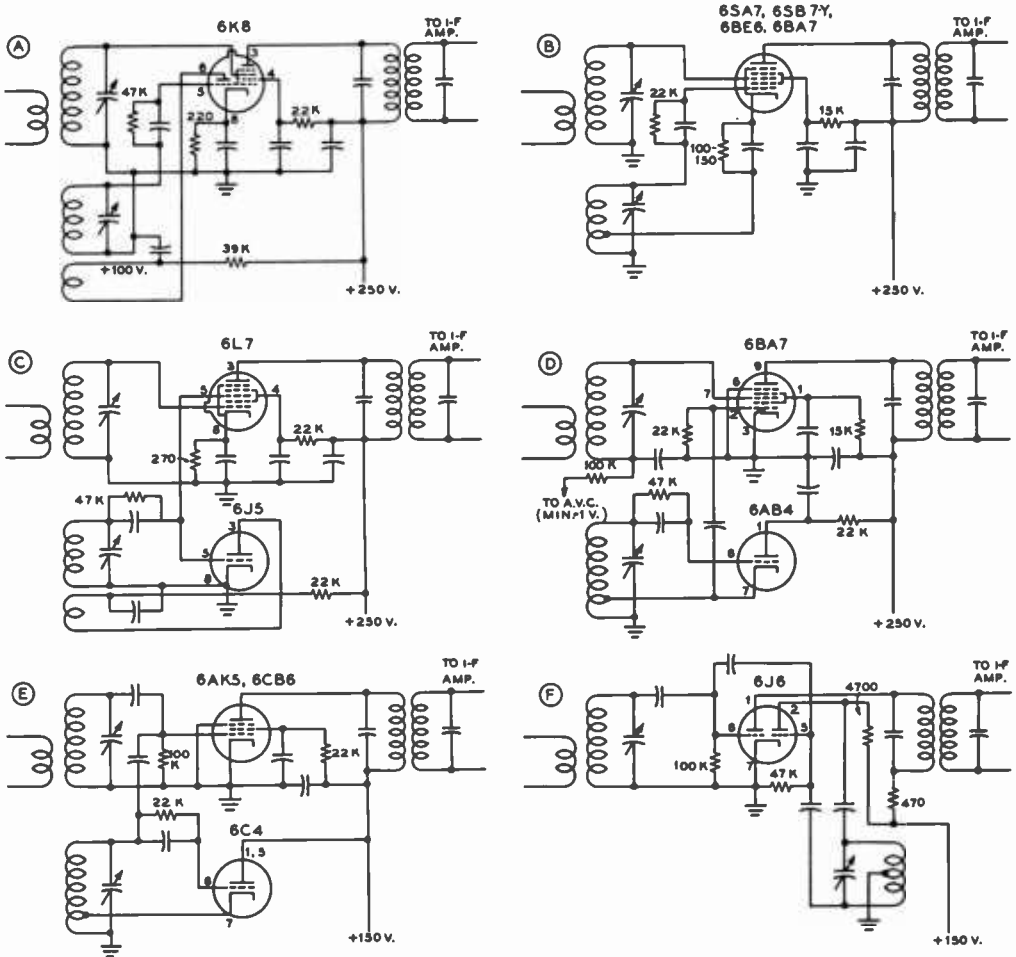 A
6K8
TO I-F
AMP.
47K
6
3
4
5
8
220
22K
39K
+100 V.
+250 V.
B
6SA7, 6SB7-Y,
6BE6, 6BA7
TO I-F
AMP.
22K
15K
100-
150
+250 V.
C
6L7
TO I-F
AMP.
3
5
4
8
22K
270
47K
6J5
3
5
8
22K
+250 V.
D
6BA7
TO I-F
AMP.
9
6
7
1
2
3
22K
15K
100K
TO A.V.C.
(MIN.-1 V.)
47K
6AB4
1
6
7
22K
+250 V.
E
6AK5, 6CB6
TO I-F
AMP.
100
K
22K
22K
6C4
1, 5
6
7
+150 V.
F
6J6
TO I-F
AMP.
4700
1
2
6
5
7
100K
47K
470
+150 V.